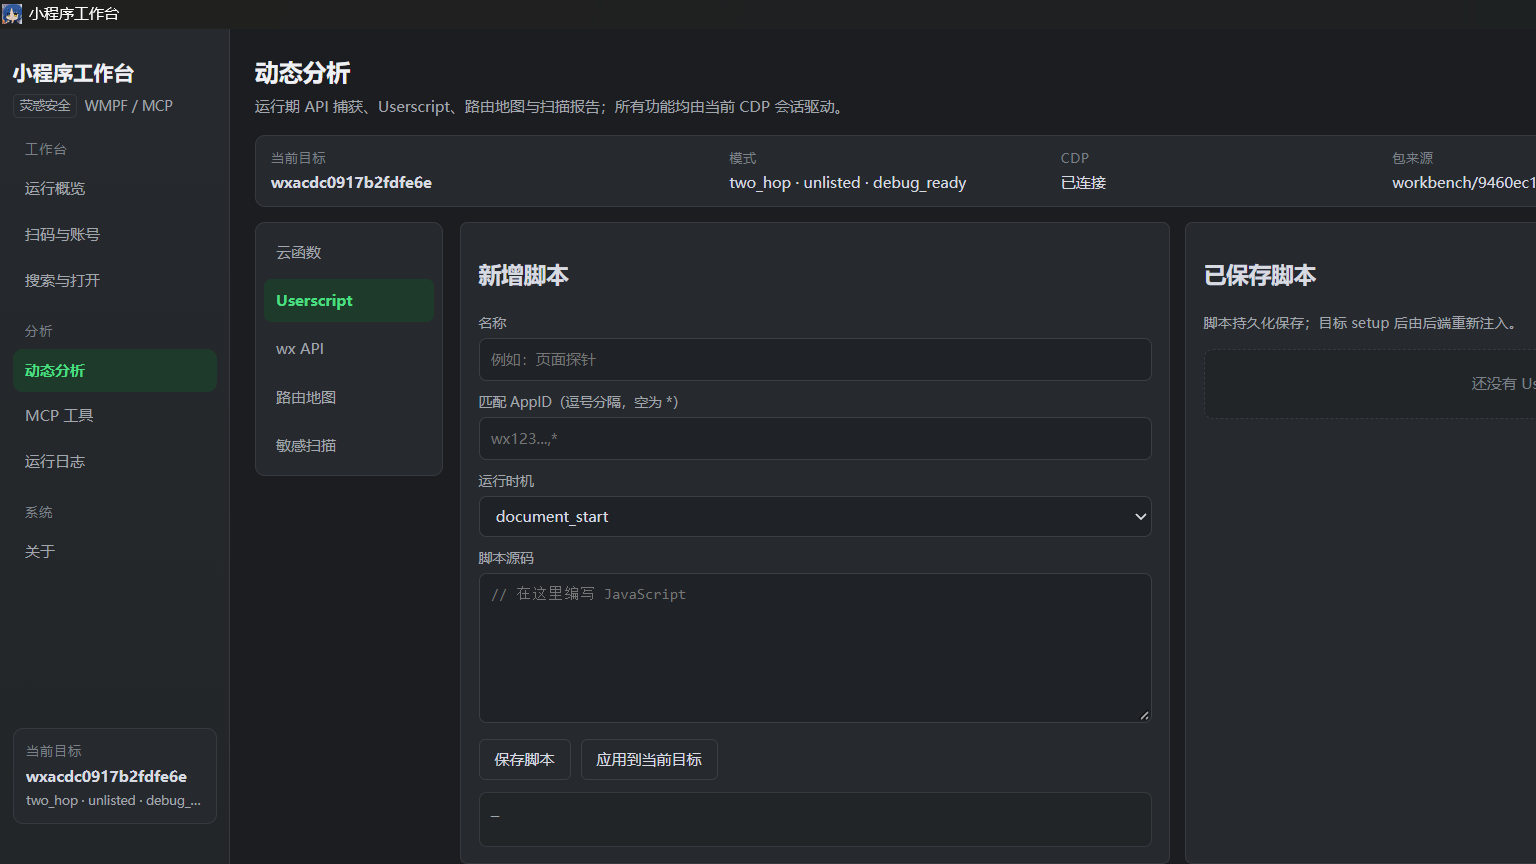 小程序工作台
小程序工作台
荧惑安全 WMPF / MCP
工作台
运行概览
扫码与账号
搜索与打开
分析
动态分析
MCP 工具
运行日志
系统
关于
当前目标
wxacdc0917b2fdfe6e
two_hop · unlisted · debug_...
动态分析
运行期 API 捕获、Userscript、路由地图与扫描报告；所有功能均由当前 CDP 会话驱动。
当前目标 模式 CDP 包来源
wxacdc0917b2fdfe6e two_hop · unlisted · debug_ready 已连接 workbench/9460ec1
云函数
Userscript
wx API
路由地图
敏感扫描
新增脚本
名称
例如：页面探针
匹配 AppID（逗号分隔，空为 *）
wx123...,*
运行时机
document_start
脚本源码
// 在这里编写 JavaScript
保存脚本 应用到当前目标
—
已保存脚本
脚本持久化保存；目标 setup 后由后端重新注入。
还没有 Us